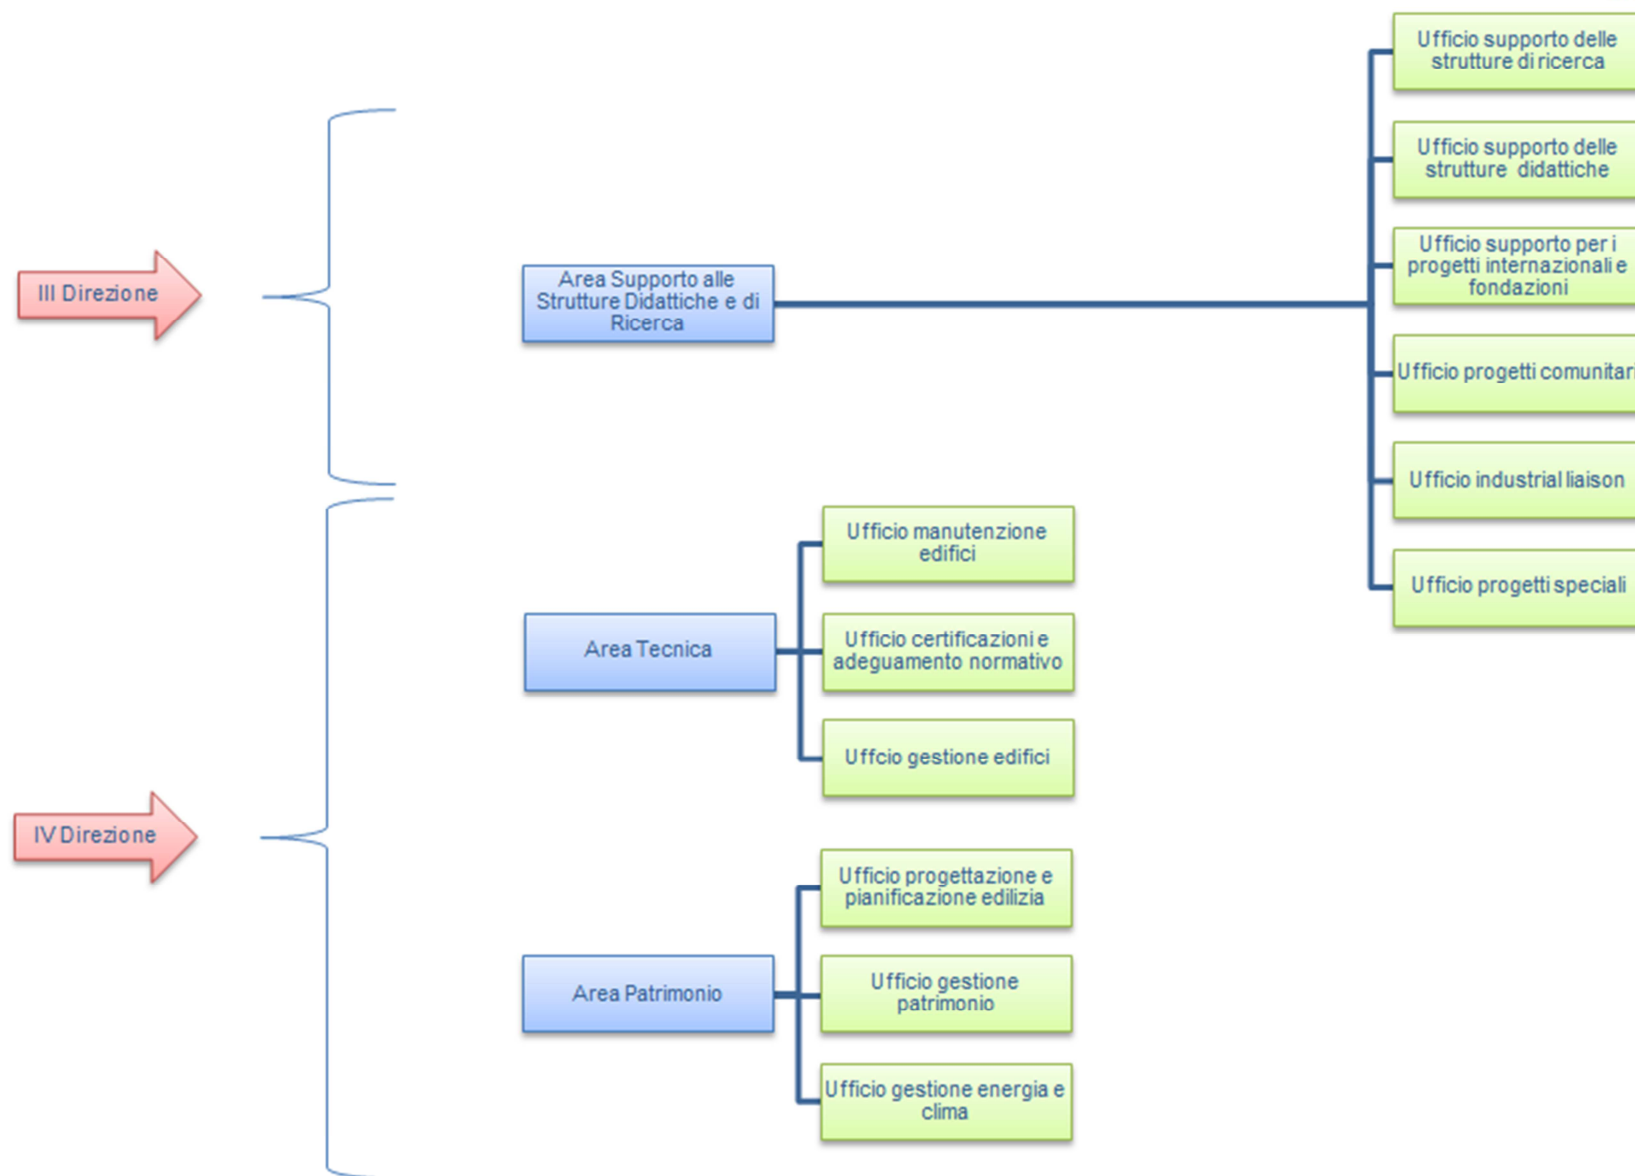 III Direzione
Area Supporto alle
Strutture Didattiche e di
Ricerca
Ufficio supporto delle
strutture di ricerca
Ufficio supporto delle
strutture didattiche
Ufficio supporto per i
progetti internazionali e
fondazioni
Ufficio progetti comunitari
Ufficio industrial liaison
Ufficio progetti speciali
IV Direzione
Area Tecnica
Ufficio manutenzione
edifici
Ufficio certificazioni e
adeguamento normativo
Uffcio gestione edifici
Area Patrimonio
Ufficio progettazione e
pianificazione edilizia
Ufficio gestione
patrimonio
Ufficio gestione energia e
clima